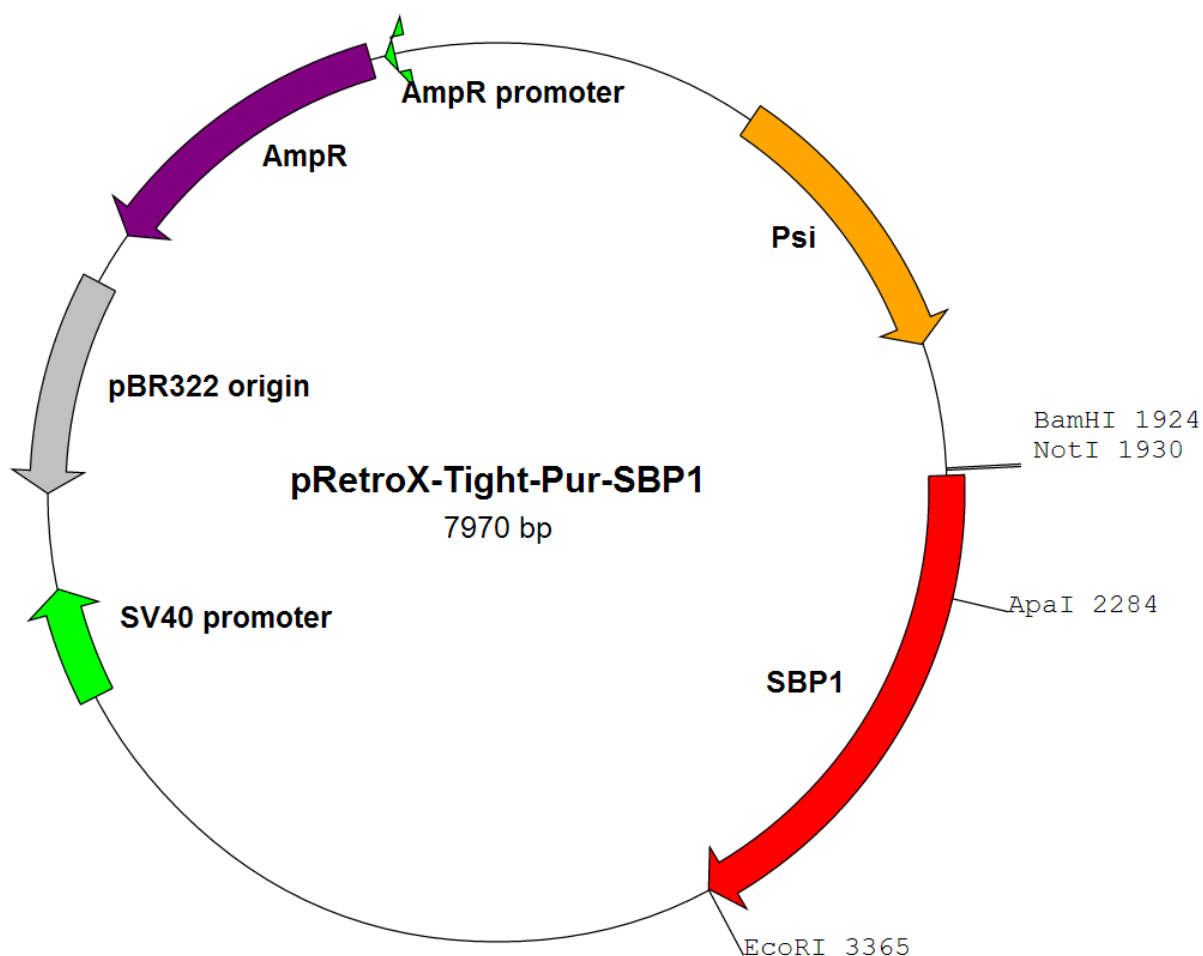 AmpR promoter
AmpR
Psi
pBR322 origin
BamHI 1924
NotI 1930
pRetroX-Tight-Pur-SBP1
7970 bp
ApaI 2284
SV40 promoter
SBP1
EcoRI 3365